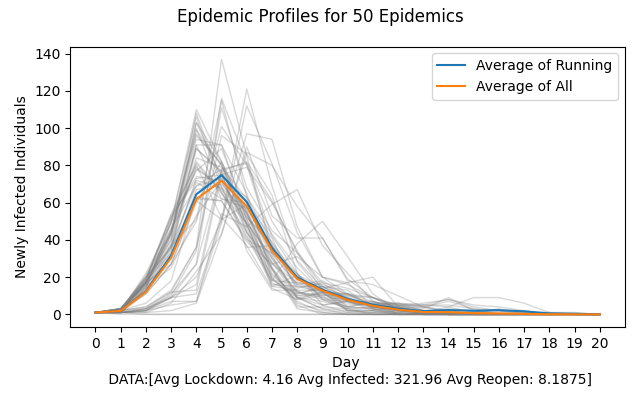 Epidemic Profiles for 50 Epidemics
Average of Running
Average of All
Newly Infected Individuals
140
120
100
80
60
40
20
0
0 1 2 3 4 5 6 7 8 9 10 11 12 13 14 15 16 17 18 19 20
Day
DATA:[Avg Lockdown: 4.16 Avg Infected: 321.96 Avg Reopen: 8.1875]